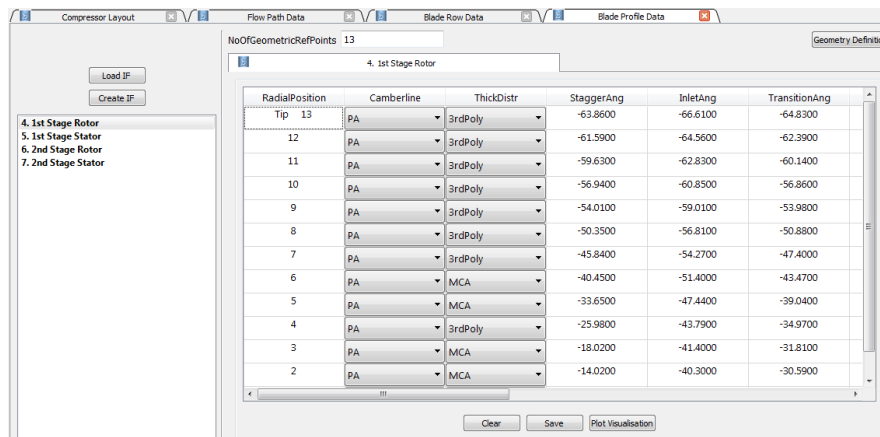 Compressor Layout Flow Path Data Blade Row Data Blade Profile Data
NoOfGeometricRefPoints 13
Geometry Definitio
4. 1st Stage Rotor
Load IF
Create IF
4. 1st Stage Rotor
5. 1st Stage Stator
6. 2nd Stage Rotor
7. 2nd Stage Stator
RadialPosition Camberline ThickDistr StaggerAng InletAng TransitionAng
Tip 13 PA 3rdPoly -63.8600 -66.6100 -64.8300
12 PA 3rdPoly -61.5900 -64.5600 -62.3900
11 PA 3rdPoly -59.6300 -62.8300 -60.1400
10 PA 3rdPoly -56.9400 -60.8500 -56.8600
9 PA 3rdPoly -54.0100 -59.0100 -53.9800
8 PA 3rdPoly -50.3500 -56.8100 -50.8800
7 PA 3rdPoly -45.8400 -54.2700 -47.4000
6 PA MCA -40.4500 -51.4000 -43.4700
5 PA MCA -33.6500 -47.4400 -39.0400
4 PA 3rdPoly -25.9800 -43.7900 -34.9700
3 PA MCA -18.0200 -41.4000 -31.8100
2 PA MCA -14.0200 -40.3000 -30.5900
Clear Save Plot Visualisation